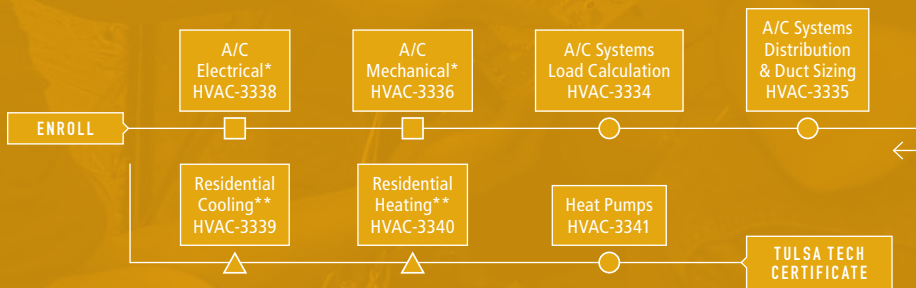 ENROLL
A/C
Electrical*
HVAC-3338
A/C
Mechanical*
HVAC-3336
A/C Systems
Load Calculation
HVAC-3334
A/C Systems
Distribution
& Duct Sizing
HVAC-3335
Residential
Cooling**
HVAC-3339
Residential
Heating**
HVAC-3340
Heat Pumps
HVAC-3341
TULSA TECH
CERTIFICATE